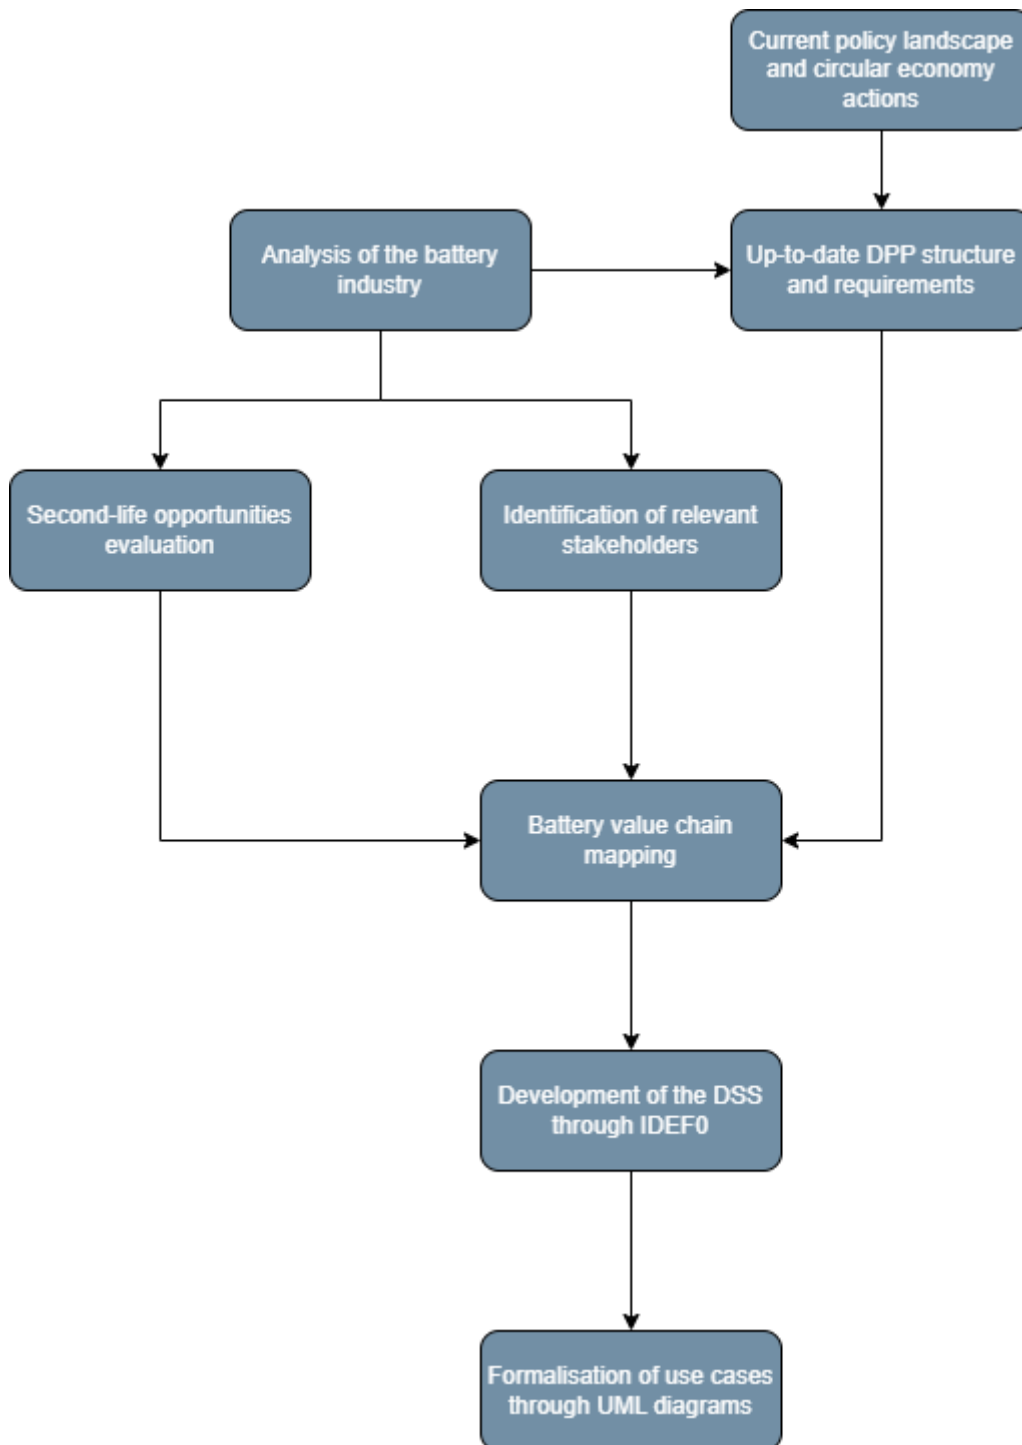 Current policy landscape
and circular economy
actions
Analysis of the battery
industry
Up-to-date DPP structure
and requirements
Second-life opportunities
evaluation
Identification of relevant
stakeholders
Battery value chain
mapping
Development of the DSS
through IDEF0
Formalisation of use cases
through UML diagrams